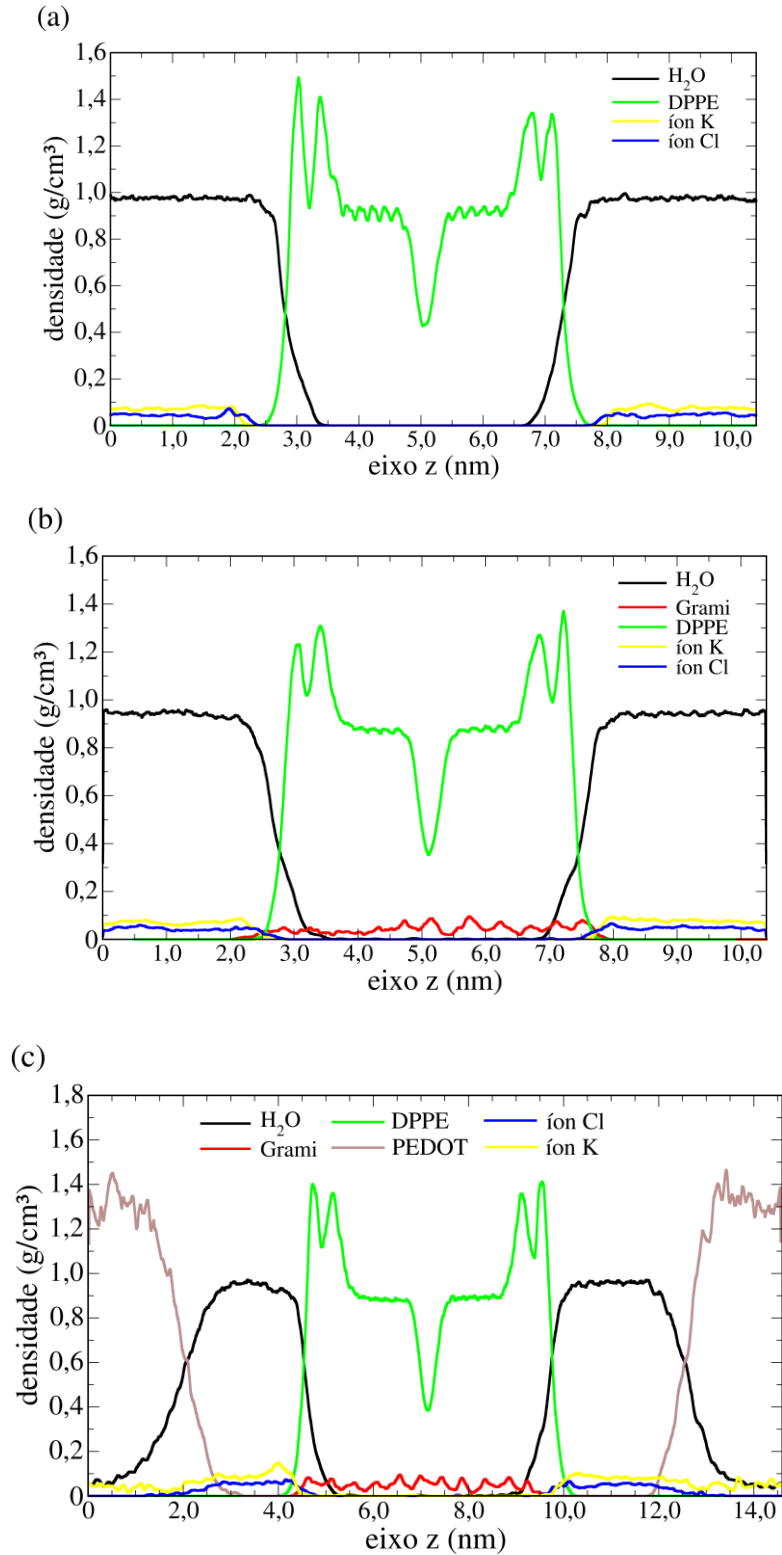 (a)
1,6
1,4
1,2
1,0
0,8
0,6
0,4
0,2
0
densidade (g/cm³)
H₂O
DPPE
íon K
íon Cl
0 1,0 2,0 3,0 4,0 5,0 6,0 7,0 8,0 9,0 10,0
eixo z (nm)
(b)
1,6
1,4
1,2
1,0
0,8
0,6
0,4
0,2
0
densidade (g/cm³)
H₂O
Grami
DPPE
íon K
íon Cl
0 1,0 2,0 3,0 4,0 5,0 6,0 7,0 8,0 9,0 10,0
eixo z (nm)
(c)
1,8
1,6
1,4
1,2
1,0
0,8
0,6
0,4
0,2
0
densidade (g/cm³)
H₂O DPPE íon Cl
Grami PEDOT íon K
0 2,0 4,0 6,0 8,0 10,0 12,0 14,0
eixo z (nm)